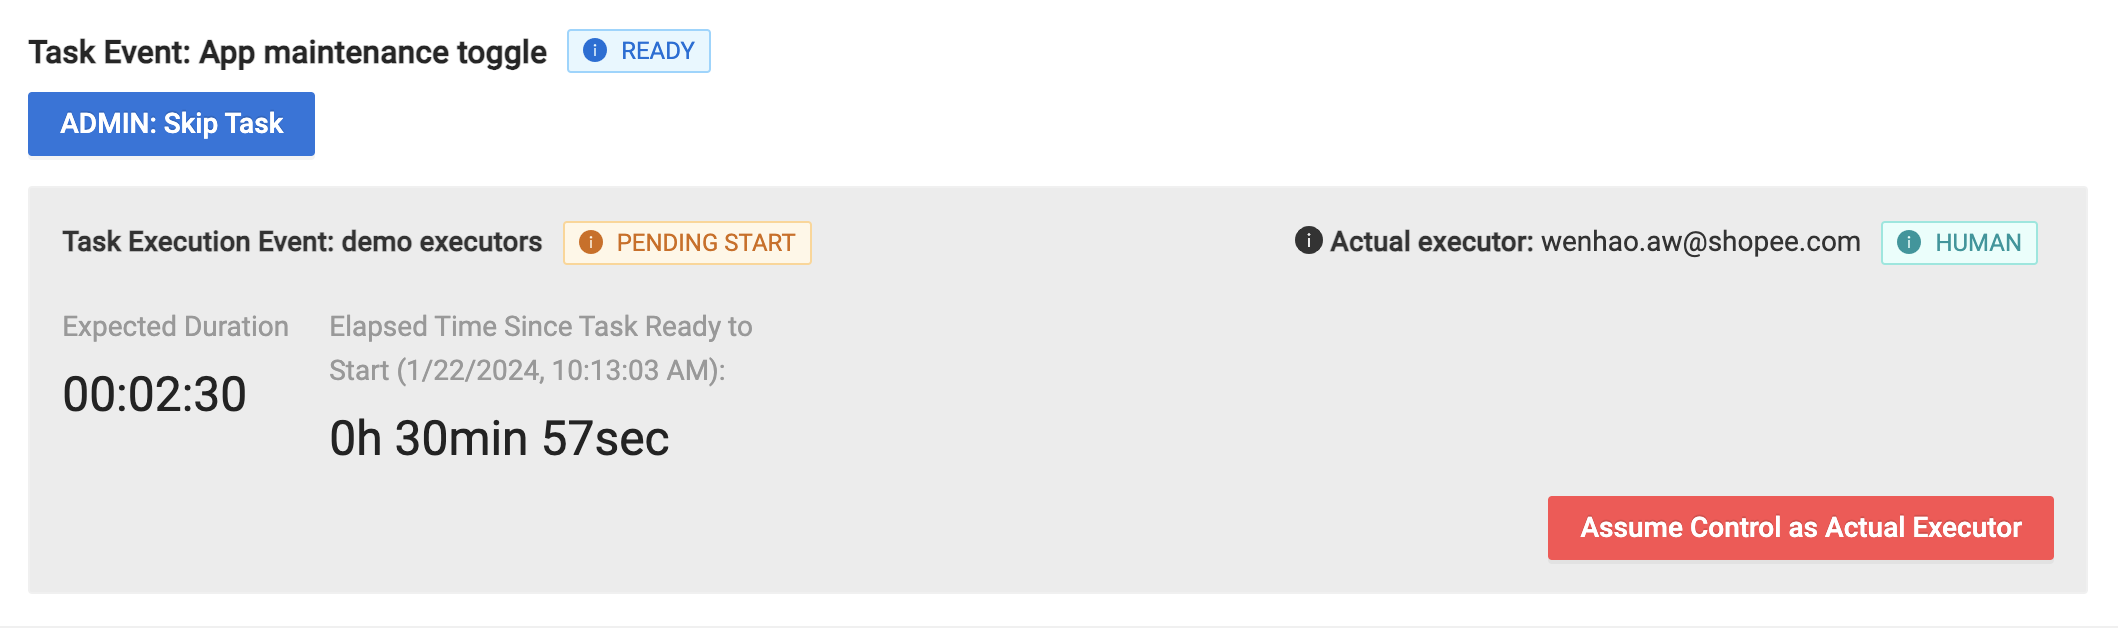 Task Event: App maintenance toggle
READY
ADMIN: Skip Task
Task Execution Event: demo executors
PENDING START
Actual executor: wenhao.aw@shopee.com
HUMAN
Expected Duration
00:02:30
Elapsed Time Since Task Ready to
Start (1/22/2024, 10:13:03 AM):
0h 30min 57sec
Assume Control as Actual Executor